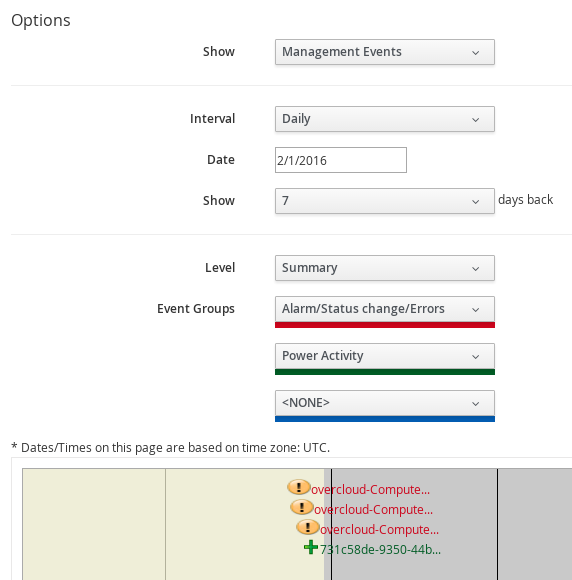 Options
Show Management Events
Interval Daily
Date 2/1/2016
Show 7 days back
Level Summary
Event Groups Alarm/Status change/Errors
Power Activity
<NONE>
* Dates/Times on this page are based on time zone: UTC.
overcloud-Compute...
overcloud-Compute...
overcloud-Compute...
731c58de-9350-44b...